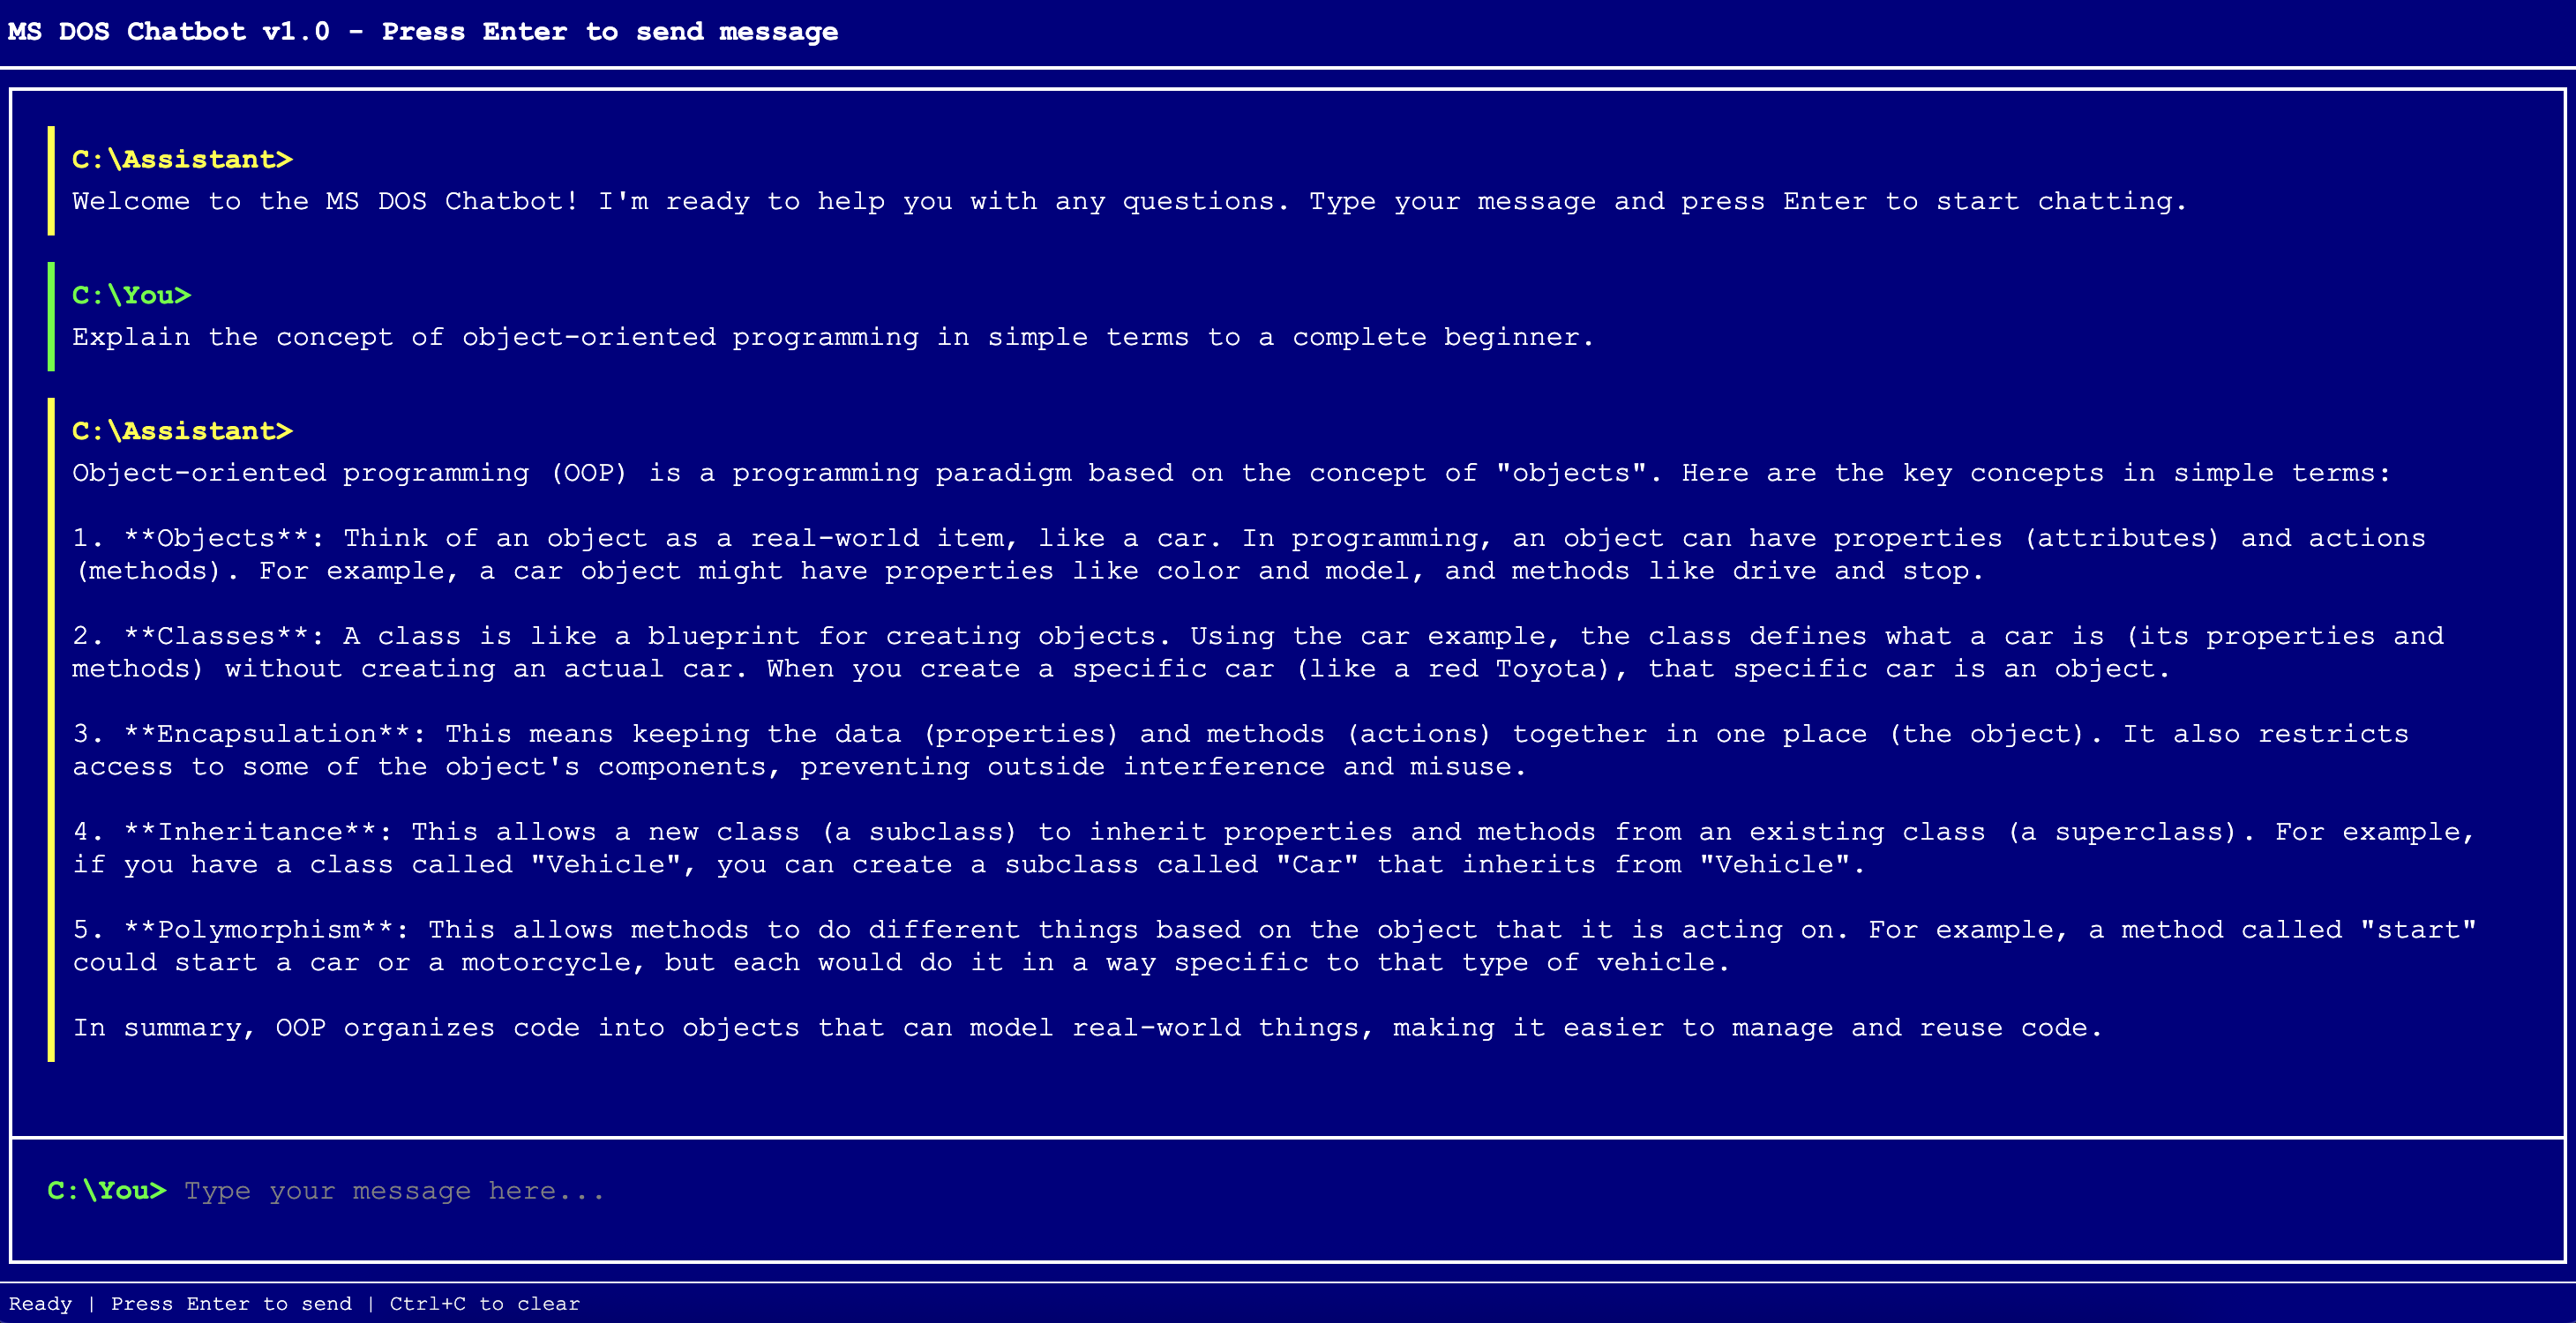 MS DOS Chatbot v1.0 - Press Enter to send message
C:\Assistant>
Welcome to the MS DOS Chatbot! I'm ready to help you with any questions. Type your message and press Enter to start chatting.
C:\You>
Explain the concept of object-oriented programming in simple terms to a complete beginner.
C:\Assistant>
Object-oriented programming (OOP) is a programming paradigm based on the concept of "objects". Here are the key concepts in simple terms:
1. **Objects**: Think of an object as a real-world item, like a car. In programming, an object can have properties (attributes) and actions
(methods). For example, a car object might have properties like color and model, and methods like drive and stop.
2. **Classes**: A class is like a blueprint for creating objects. Using the car example, the class defines what a car is (its properties and
methods) without creating an actual car. When you create a specific car (like a red Toyota), that specific car is an object.
3. **Encapsulation**: This means keeping the data (properties) and methods (actions) together in one place (the object). It also restricts
access to some of the object's components, preventing outside interference and misuse.
4. **Inheritance**: This allows a new class (a subclass) to inherit properties and methods from an existing class (a superclass). For example,
if you have a class called "Vehicle", you can create a subclass called "Car" that inherits from "Vehicle".
5. **Polymorphism**: This allows methods to do different things based on the object that it is acting on. For example, a method called "start"
could start a car or a motorcycle, but each would do it in a way specific to that type of vehicle.
In summary, OOP organizes code into objects that can model real-world things, making it easier to manage and reuse code.
C:\You> Type your message here...
Ready | Press Enter to send | Ctrl+C to clear